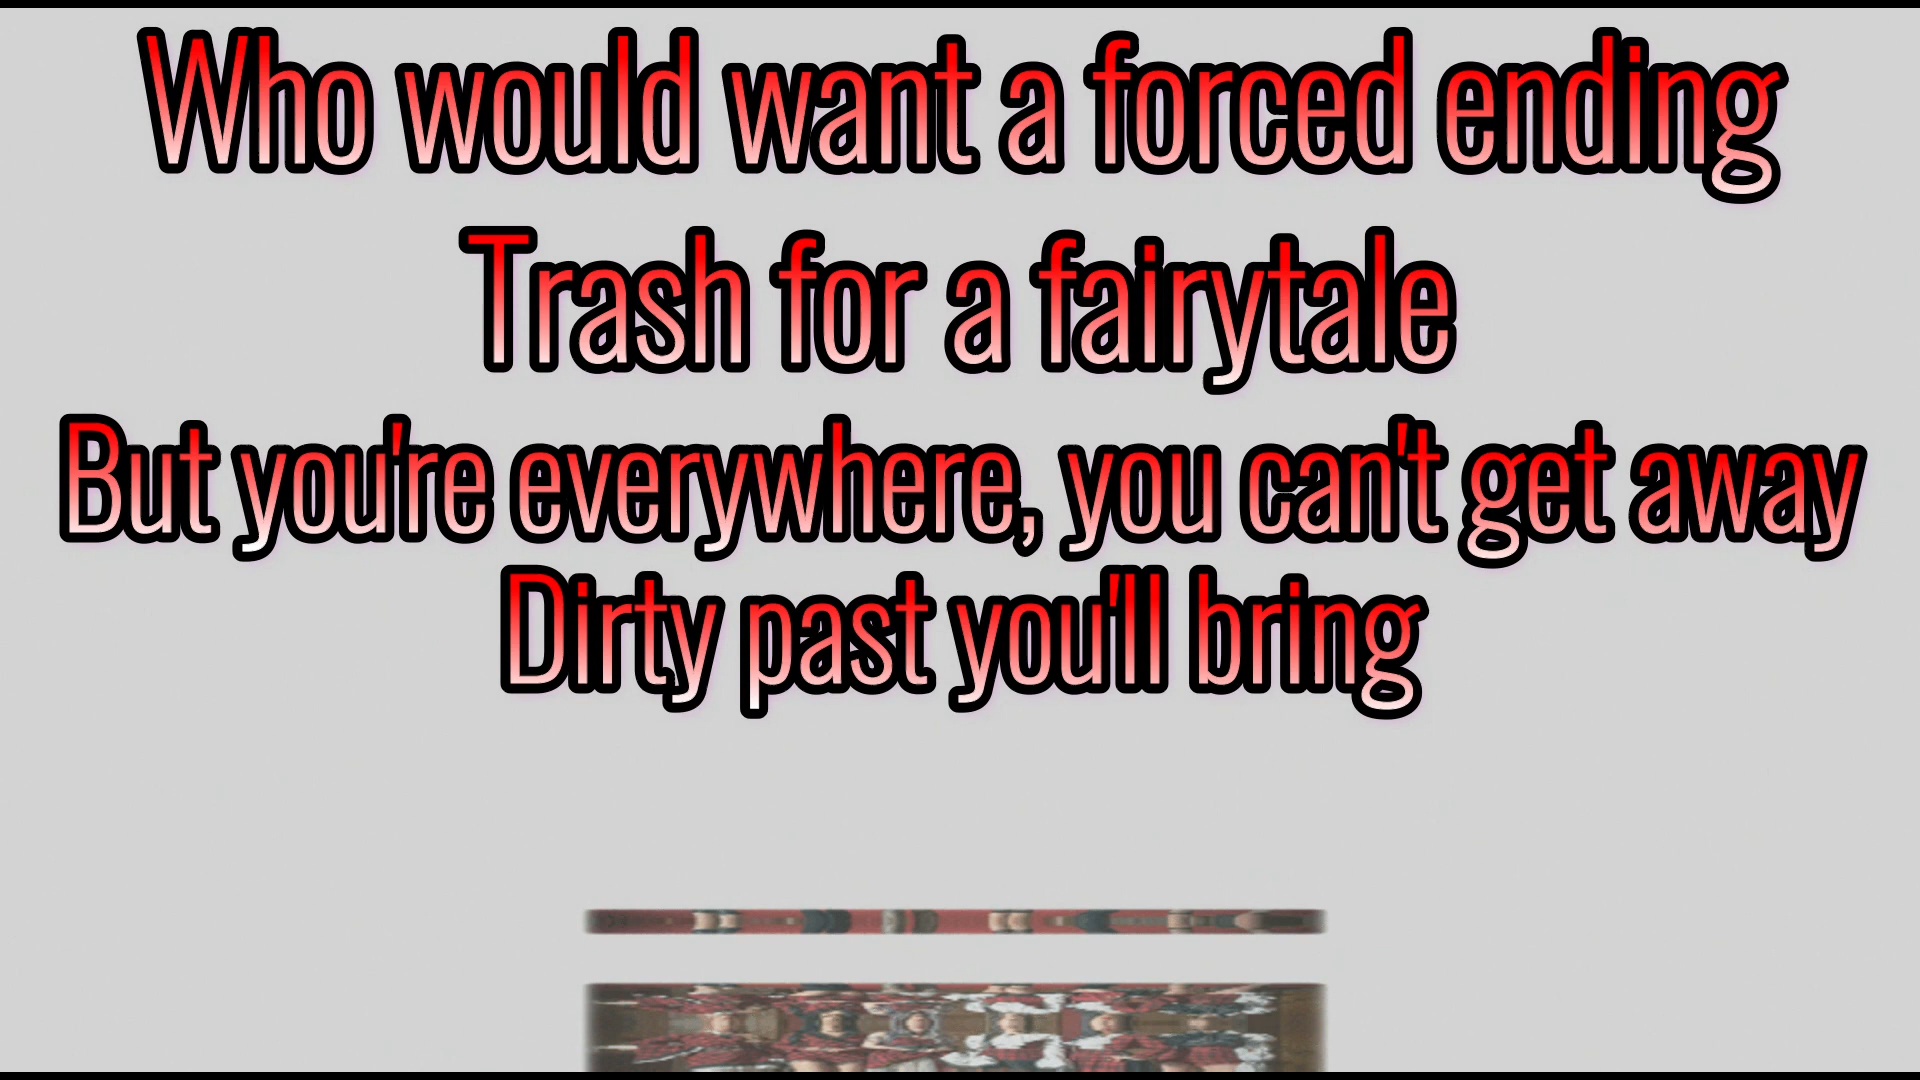 Who would want a forced ending
Trash for a fairytale
But you're everywhere, you can't get away
Dirty past you'll bring